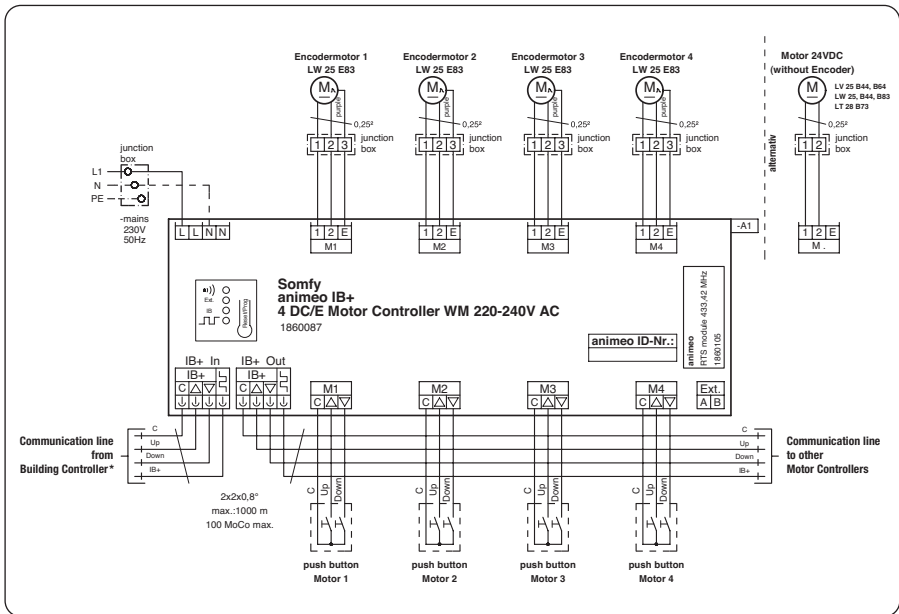 Encodermotor 1
LW 25 E83
Encodermotor 2
LW 25 E83
Encodermotor 3
LW 25 E83
Encodermotor 4
LW 25 E83
Motor 24VDC
(without Encoder)
M
purple
M
purple
M
purple
M
purple
M
LV 25 B44, B64
LW 25, B44, B83
LT 28 B73
0,25²
0,25²
0,25²
0,25²
0,25²
1 2 3
junction
box
1 2 3
junction
box
1 2 3
junction
box
1 2 3
junction
box
alternativ
1 2
junction
box
junction
box
L1
N
PE
-mains
230V
50Hz
L L N N
1 2 E
M1
1 2 E
M2
1 2 E
M3
1 2 E
M4
-A1
1 2 E
M .
Ext.
IB
Reset/Prog
Somfy
animeo IB+
4 DC/E Motor Controller WM 220-240V AC
1860087
animeo ID-Nr.:
animeo
RTS module 433,42 MHz
1860105
IB+ In
IB+
C
IB+ Out
IB+
C
M1
C
M2
C
M3
C
M4
C
Ext.
A B
Communication line
from
Building Controller*
C
Up
Down
IB+
C
Up
Down
IB+
Communication line
to other
Motor Controllers
2x2x0,8°
max.:1000 m
100 MoCo max.
C
Up
Down
C
Up
Down
C
Up
Down
C
Up
Down
push button
Motor 1
push button
Motor 2
push button
Motor 3
push button
Motor 4